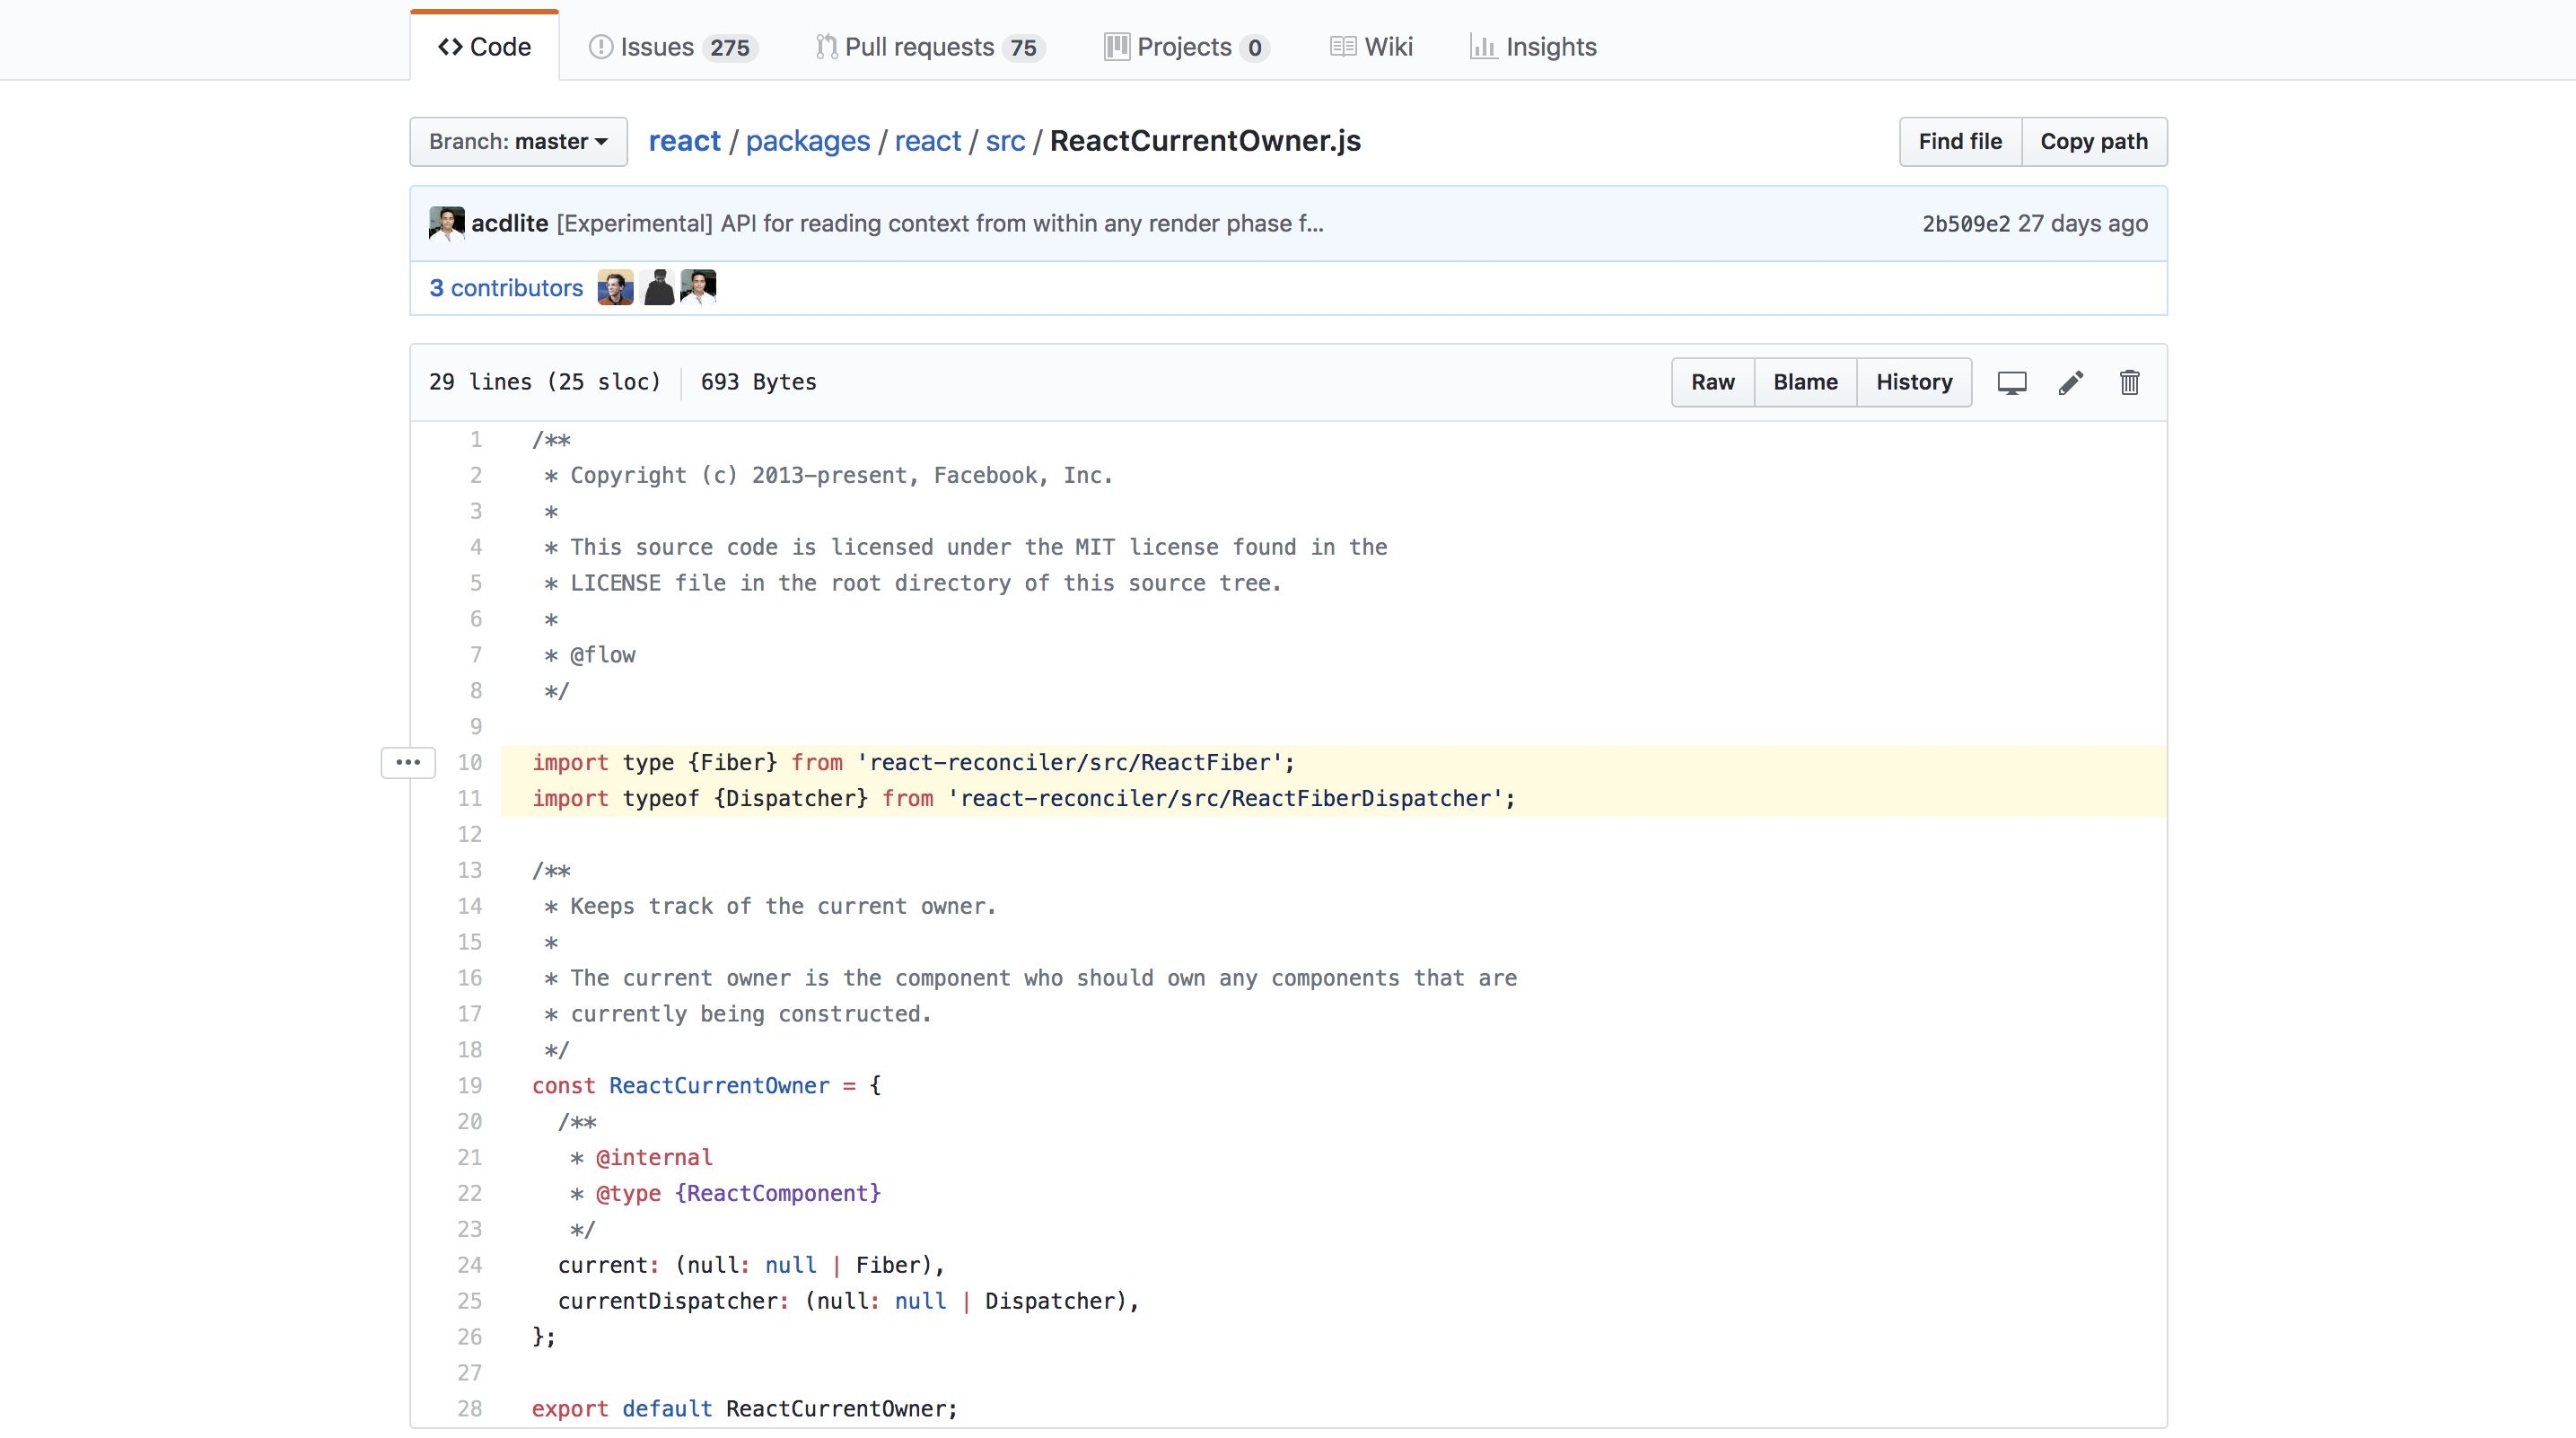 Code Issues 275 Pull requests 75 Projects 0 Wiki Insights
Branch: master react / packages / react / src / ReactCurrentOwner.js Find file Copy path
acdlite [Experimental] API for reading context from within any render phase f… 2b509e2 27 days ago
3 contributors
29 lines (25 sloc) 693 Bytes Raw Blame History
1 /**
2  * Copyright (c) 2013-present, Facebook, Inc.
3  *
4  * This source code is licensed under the MIT license found in the
5  * LICENSE file in the root directory of this source tree.
6  *
7  * @flow
8  */
9
10 import type {Fiber} from 'react-reconciler/src/ReactFiber';
11 import typeof {Dispatcher} from 'react-reconciler/src/ReactFiberDispatcher';
12
13 /**
14  * Keeps track of the current owner.
15  *
16  * The current owner is the component who should own any components that are
17  * currently being constructed.
18  */
19 const ReactCurrentOwner = {
20   /**
21    * @internal
22    * @type {ReactComponent}
23    */
24   current: (null: null | Fiber),
25   currentDispatcher: (null: null | Dispatcher),
26 };
27
28 export default ReactCurrentOwner;